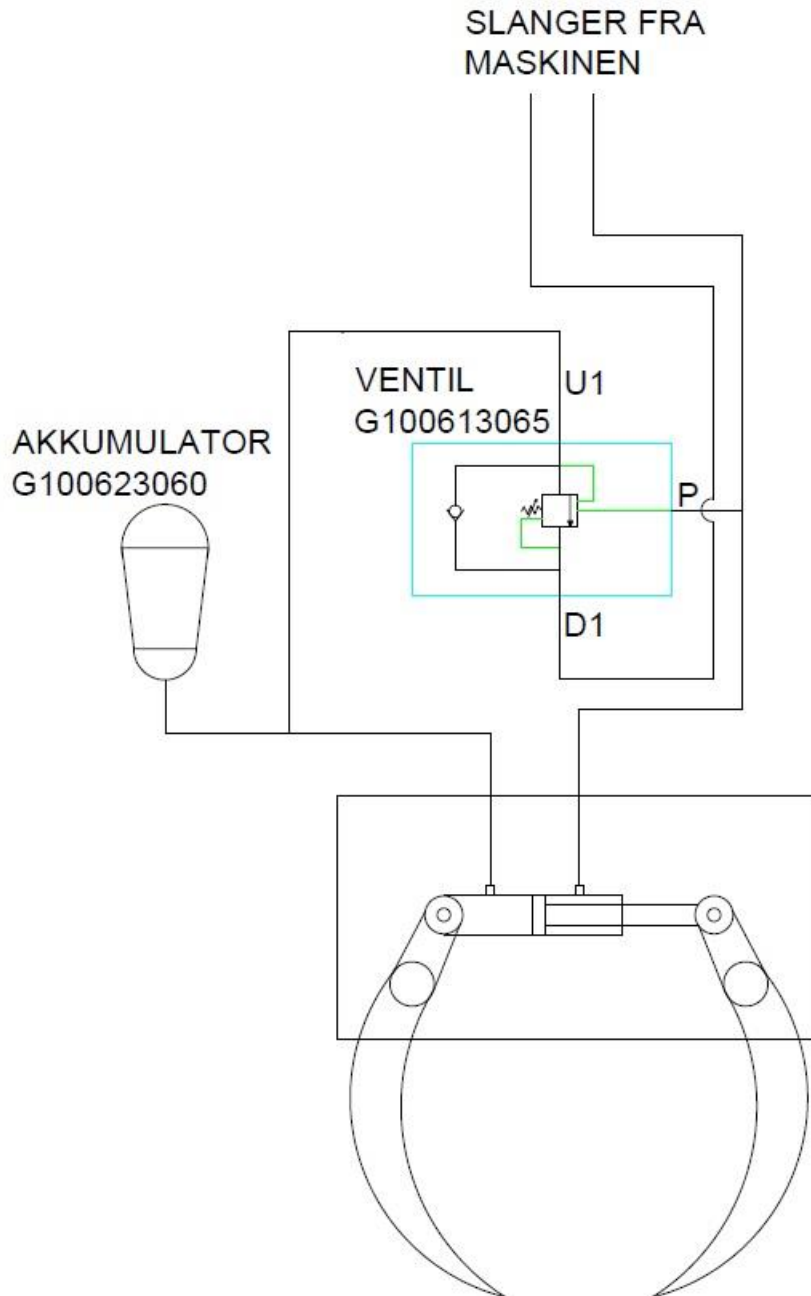 SLANGER FRA
MASKINEN
VENTIL
G100613065
U1
AKKUMULATOR
G100623060
P
D1